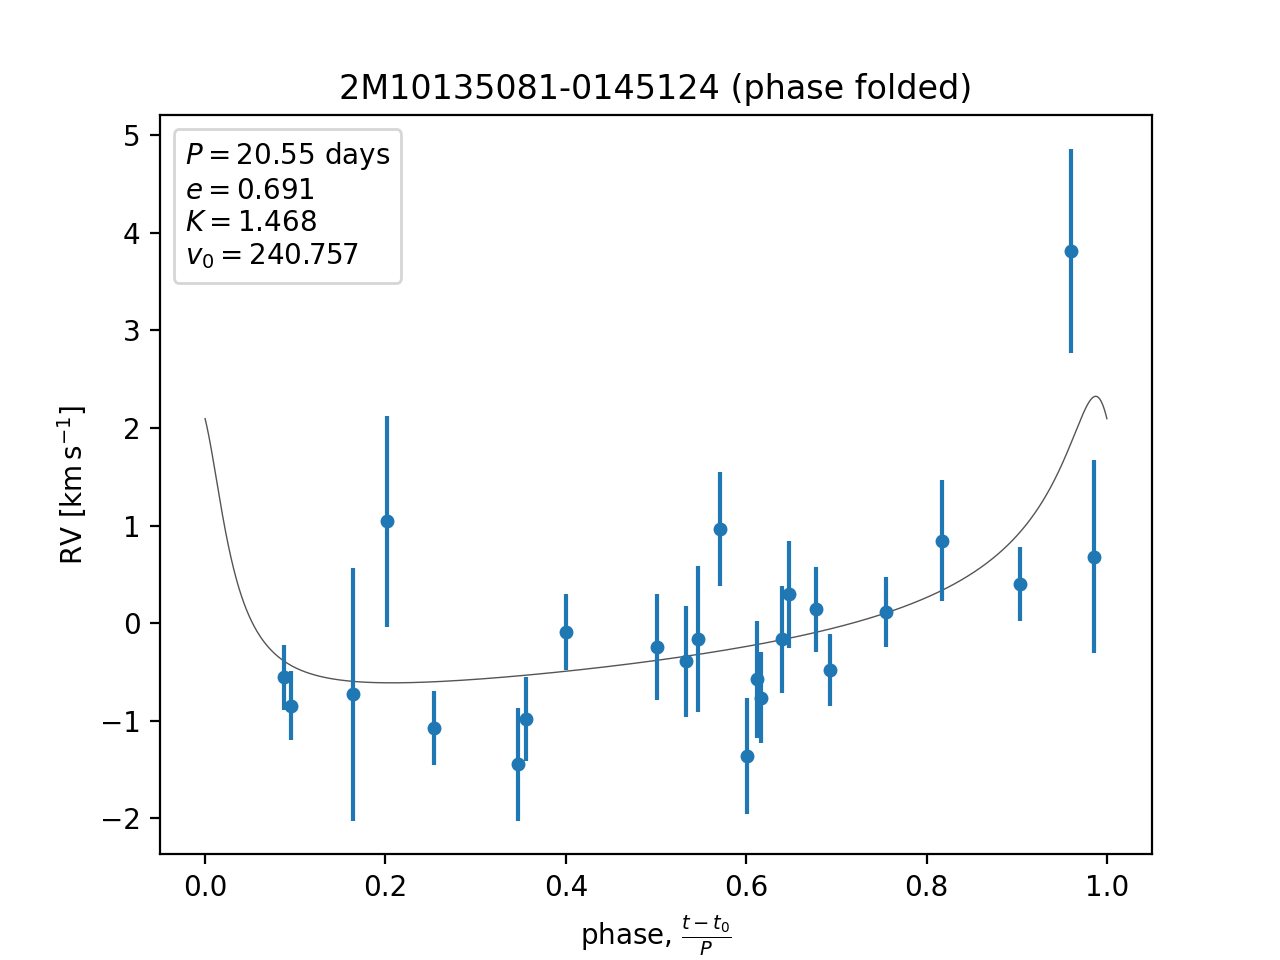 2M10135081-0145124 (phase folded)
P = 20.55 days
e = 0.691
K = 1.468
v₀ = 240.757
5
4
3
2
1
0
−1
−2
RV [km s⁻¹]
0.0 0.2 0.4 0.6 0.8 1.0
phase, (t − t₀)/P